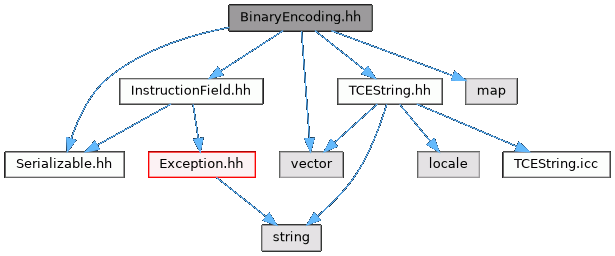 BinaryEncoding.hh
InstructionField.hh
TCEString.hh
map
Serializable.hh
Exception.hh
vector
locale
TCEString.icc
string